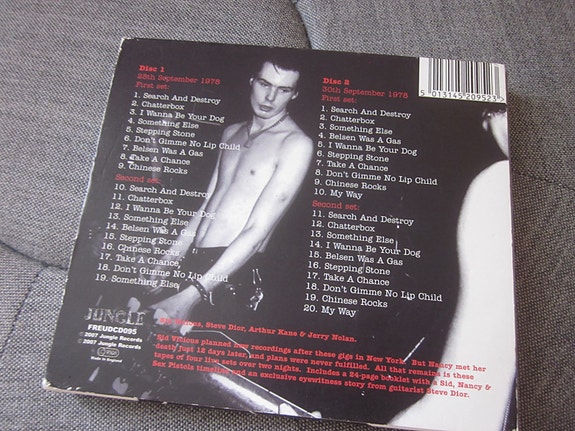 Disc 1
28th September 1978
First set:
1. Search And Destroy
2. Chatterbox
3. I Wanna Be Your Dog
4. Something Else
5. Stepping Stone
6. Don't Gimme No Lip Child
7. Belsen Was A Gas
8. Take A Chance
9. Chinese Rocks
Second set:
10. Search And Destroy
11. Chatterbox
12. I Wanna Be Your Dog
13. Something Else
14. Belsen Was A Gas
15. Stepping Stone
16. Chinese Rocks
17. Take A Chance
18. Don't Gimme No Lip Child
19. Something Else
Disc 2
30th September 1978
First set:
1. Search And Destroy
2. Chatterbox
3. Something Else
4. Belsen Was A Gas
5. I Wanna Be Your Dog
6. Stepping Stone
7. Take A Chance
8. Don't Gimme No Lip Child
9. Chinese Rocks
10. My Way
Second set:
11. Search And Destroy
12. Chatterbox
13. Something Else
14. I Wanna Be Your Dog
15. Belsen Was A Gas
16. Stepping Stone
17. Take A Chance
18. Don't Gimme No Lip Child
19. Chinese Rocks
20. My Way
5 013145 209523
JUNGLE
FREUDCD095
℗ 2007 Jungle Records
© 2007 Jungle Records
Made in England
Sid Vicious, Steve Dior, Arthur Kane & Jerry Nolan.
Sid Vicious planned new recordings after these gigs in New York. But Nancy met her
death just 12 days later, and plans were never fulfilled. All that remains is these
tapes of four live sets over two nights. Includes a 24-page booklet with a Sid, Nancy &
Sex Pistols timeline and an exclusive eyewitness story from guitarist Steve Dior.